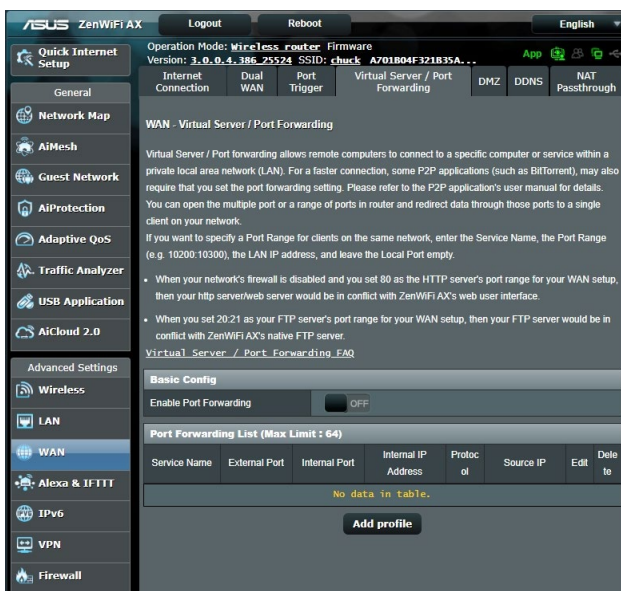 ASUS ZenWiFi AX Logout Reboot English
Quick Internet Setup
General
Network Map
AiMesh
Guest Network
AiProtection
Adaptive QoS
Traffic Analyzer
USB Application
AiCloud 2.0
Advanced Settings
Wireless
LAN
WAN
Alexa & IFTTT
IPv6
VPN
Firewall
Operation Mode: Wireless router Firmware
Version: 3.0.0.4.386_25524 SSID: chuck A701B04F321B35A... App
Internet Connection
Dual WAN
Port Trigger
Virtual Server / Port Forwarding
DMZ
DDNS
NAT Passthrough
WAN - Virtual Server / Port Forwarding
Virtual Server / Port forwarding allows remote computers to connect to a specific computer or service within a
private local area network (LAN). For a faster connection, some P2P applications (such as BitTorrent), may also
require that you set the port forwarding setting. Please refer to the P2P application's user manual for details.
You can open the multiple port or a range of ports in router and redirect data through those ports to a single
client on your network.
If you want to specify a Port Range for clients on the same network, enter the Service Name, the Port Range
(e.g. 10200:10300), the LAN IP address, and leave the Local Port empty.
• When your network's firewall is disabled and you set 80 as the HTTP server's port range for your WAN setup,
then your http server/web server would be in conflict with ZenWiFi AX's web user interface.
• When you set 20:21 as your FTP server's port range for your WAN setup, then your FTP server would be in
conflict with ZenWiFi AX's native FTP server.
Virtual Server / Port Forwarding FAQ
Basic Config
Enable Port Forwarding OFF
Port Forwarding List (Max Limit : 64)
Service Name External Port Internal Port Internal IP Address Protocol Source IP Edit Delete
No data in table.
Add profile